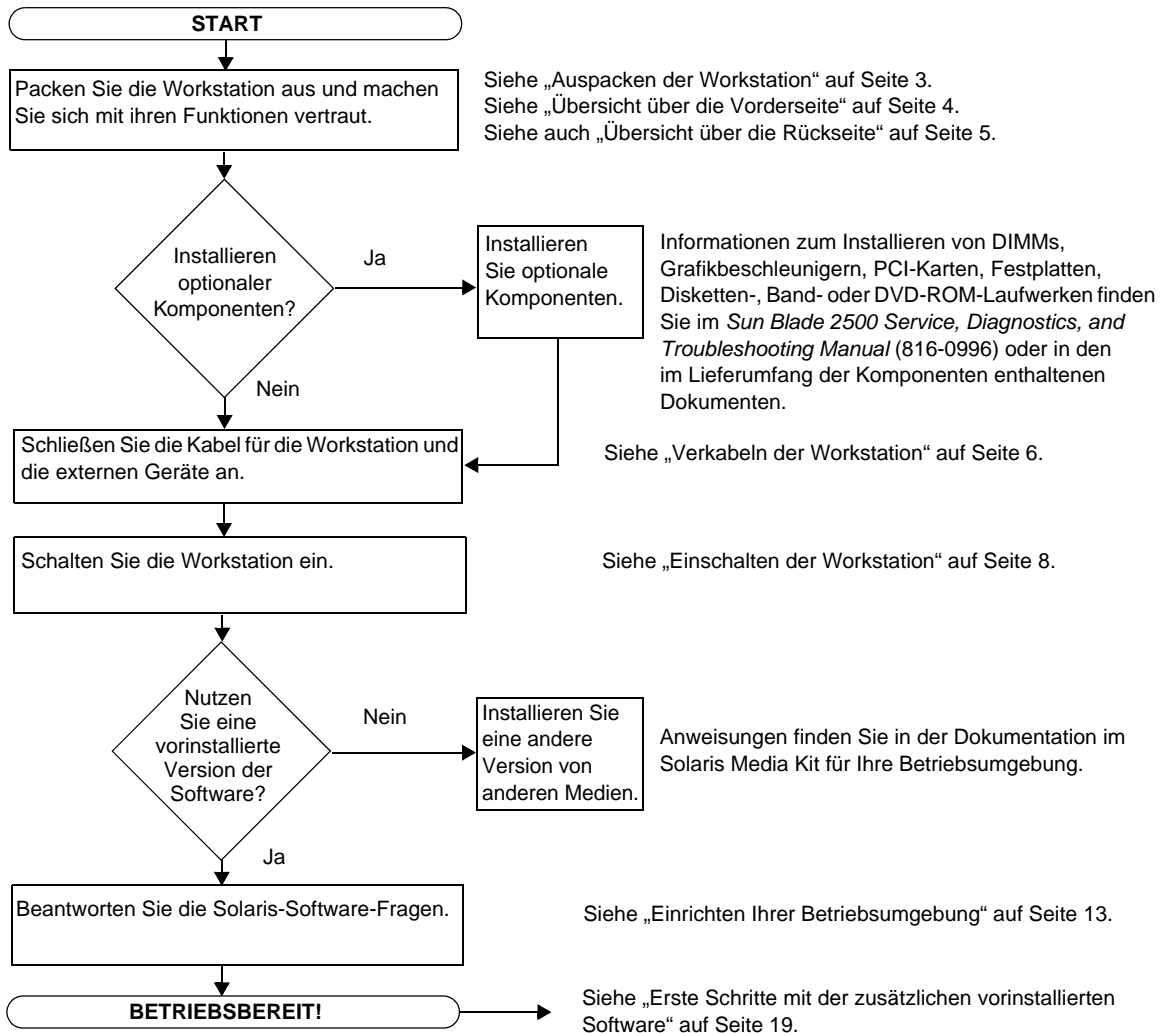 START
Packen Sie die Workstation aus und machen
Sie sich mit ihren Funktionen vertraut.
Siehe „Auspacken der Workstation“ auf Seite 3.
Siehe „Übersicht über die Vorderseite“ auf Seite 4.
Siehe auch „Übersicht über die Rückseite“ auf Seite 5.
Installieren
optionaler
Komponenten?
Ja
Installieren
Sie optionale
Komponenten.
Informationen zum Installieren von DIMMs,
Grafikbeschleunigern, PCI-Karten, Festplatten,
Disketten-, Band- oder DVD-ROM-Laufwerken finden
Sie im Sun Blade 2500 Service, Diagnostics, and
Troubleshooting Manual (816-0996) oder in den
im Lieferumfang der Komponenten enthaltenen
Dokumenten.
Nein
Schließen Sie die Kabel für die Workstation und
die externen Geräte an.
Siehe „Verkabeln der Workstation“ auf Seite 6.
Schalten Sie die Workstation ein.
Siehe „Einschalten der Workstation“ auf Seite 8.
Nutzen
Sie eine
vorinstallierte
Version der
Software?
Nein
Installieren Sie
eine andere
Version von
anderen Medien.
Anweisungen finden Sie in der Dokumentation im
Solaris Media Kit für Ihre Betriebsumgebung.
Ja
Beantworten Sie die Solaris-Software-Fragen.
Siehe „Einrichten Ihrer Betriebsumgebung“ auf Seite 13.
BETRIEBSBEREIT!
Siehe „Erste Schritte mit der zusätzlichen vorinstallierten
Software“ auf Seite 19.